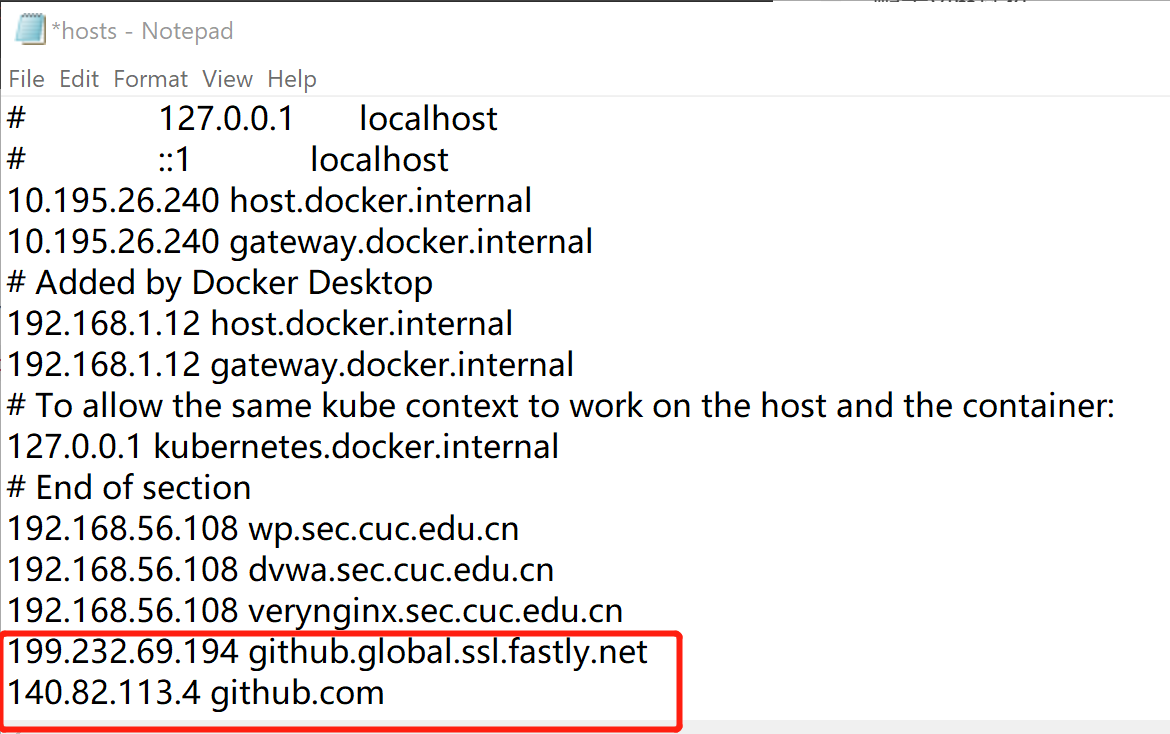 *hosts - Notepad
File Edit Format View Help
# 127.0.0.1 localhost
# ::1 localhost
10.195.26.240 host.docker.internal
10.195.26.240 gateway.docker.internal
# Added by Docker Desktop
192.168.1.12 host.docker.internal
192.168.1.12 gateway.docker.internal
# To allow the same kube context to work on the host and the container:
127.0.0.1 kubernetes.docker.internal
# End of section
192.168.56.108 wp.sec.cuc.edu.cn
192.168.56.108 dvwa.sec.cuc.edu.cn
192.168.56.108 verynginx.sec.cuc.edu.cn
199.232.69.194 github.global.ssl.fastly.net
140.82.113.4 github.com